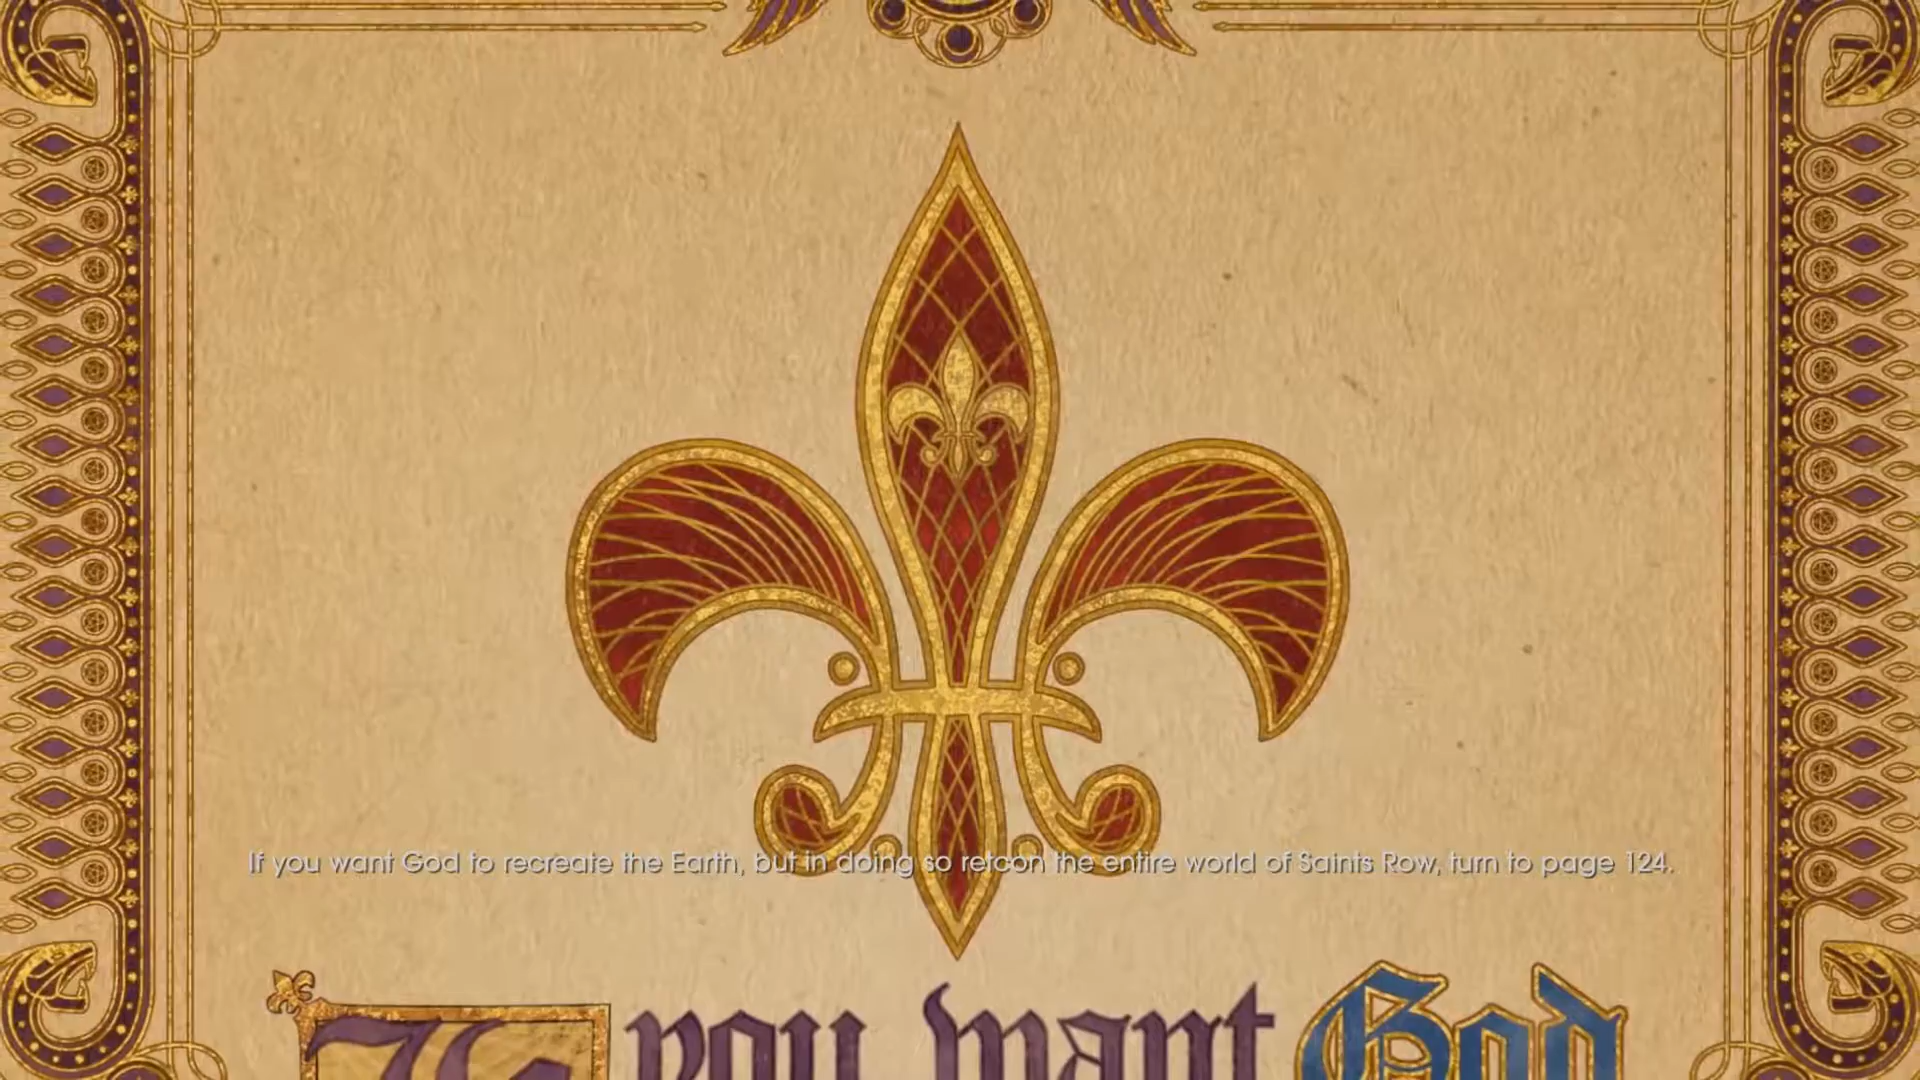 If you want God to recreate the Earth, but in doing so retcon the entire world of Saints Row, turn to page 124.
If you want God